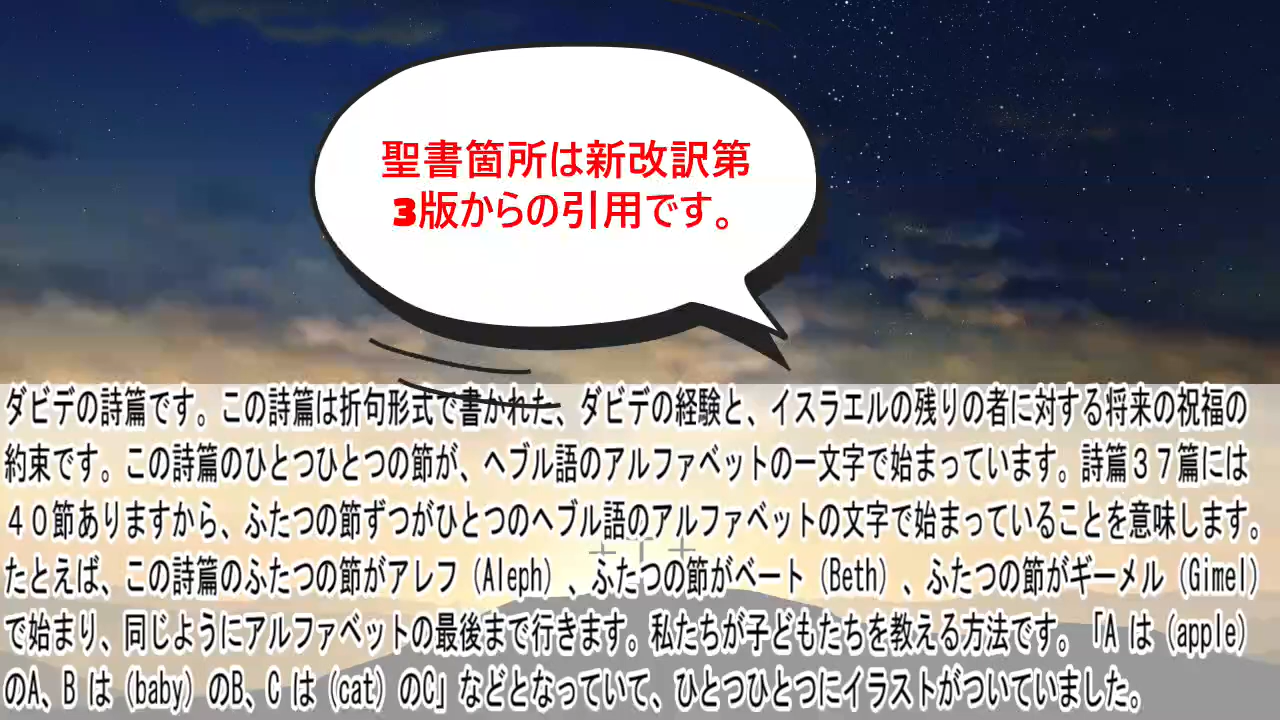 聖書箇所は新改訳第
3版からの引用です。
ダビデの詩篇です。この詩篇は折句形式で書かれた、ダビデの経験と、イスラエルの残りの者に対する将来の祝福の
約束です。この詩篇のひとつひとつの節が、ヘブル語のアルファベットの一文字で始まっています。詩篇３７篇には
４０節ありますから、ふたつの節ずつがひとつのヘブル語のアルファベットの文字で始まっていることを意味します。
たとえば、この詩篇のふたつの節がアレフ（Aleph）、ふたつの節がベート（Beth）、ふたつの節がギーメル（Gimel）
で始まり、同じようにアルファベットの最後まで行きます。私たちが子どもたちを教える方法です。「A は（apple）
のA、B は（baby）のB、C は（cat）のC」などとなっていて、ひとつひとつにイラストがついていました。